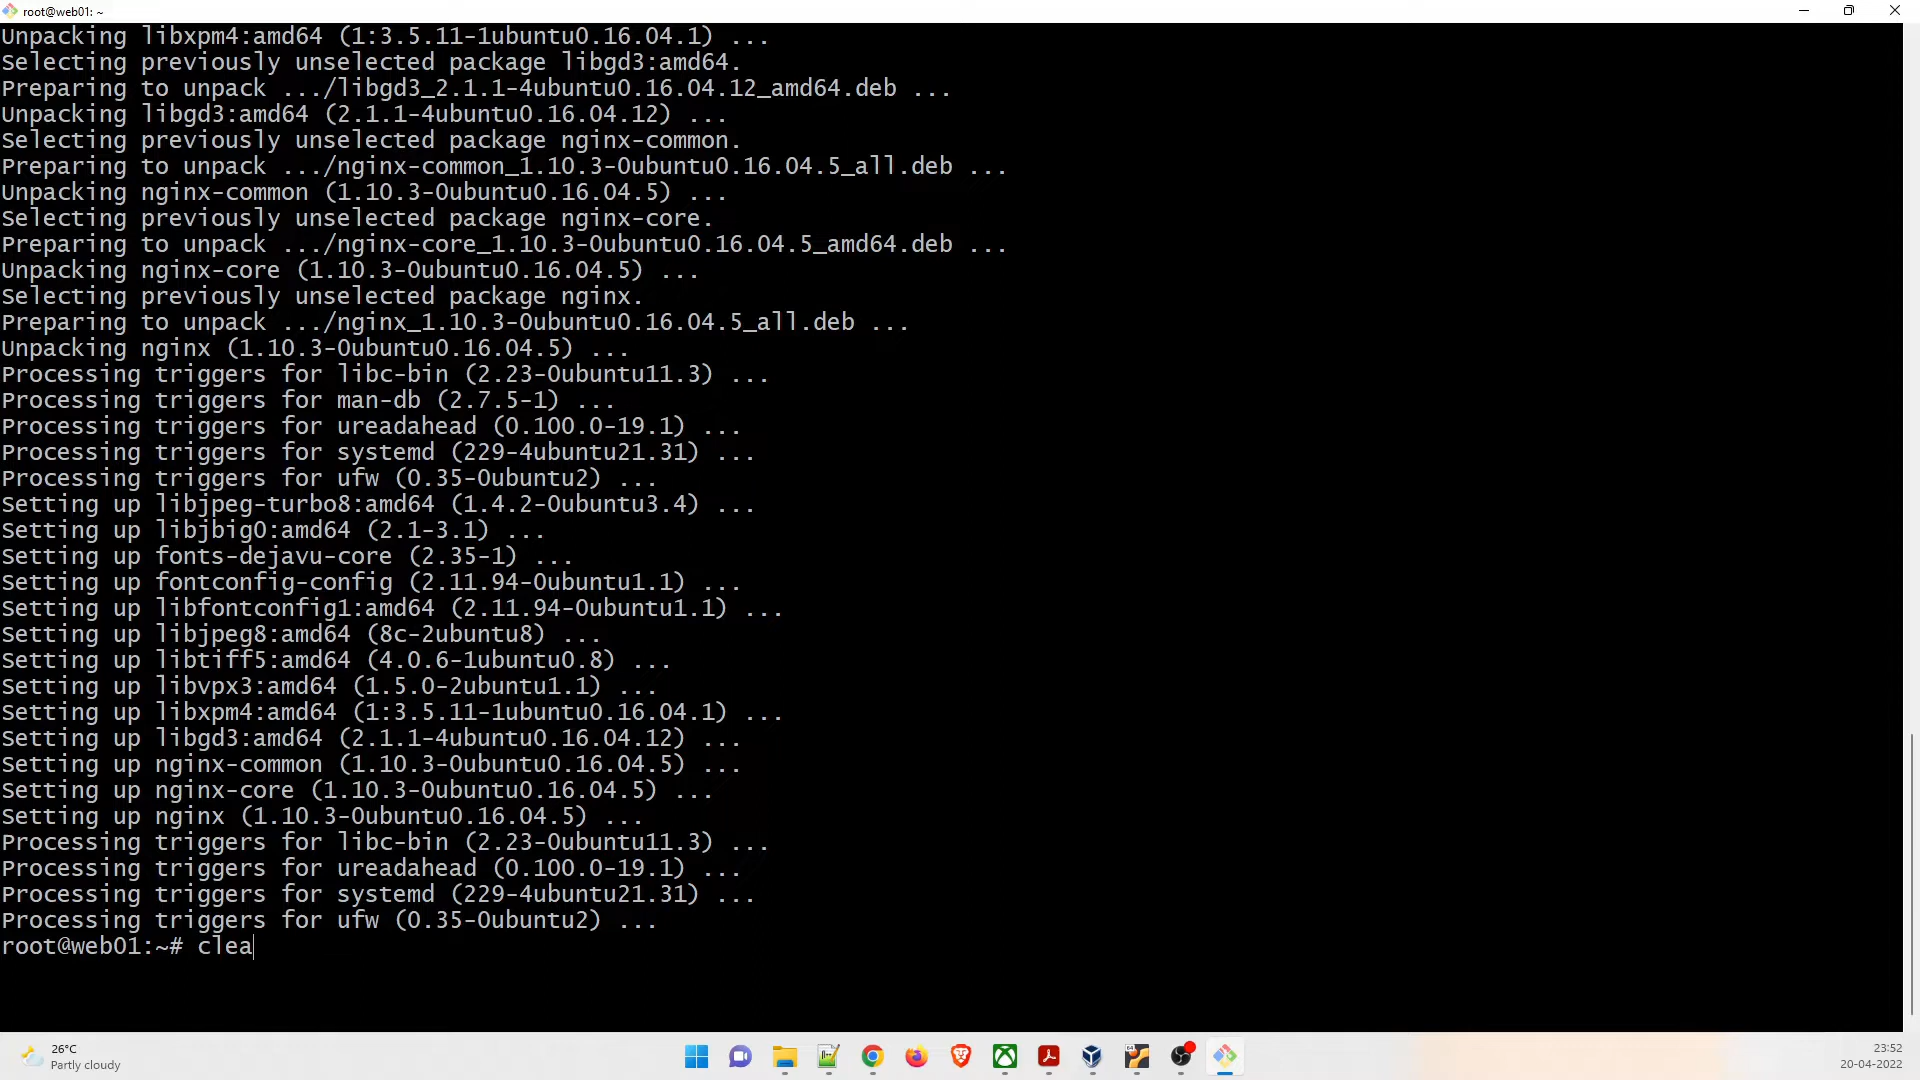 root@web01: ~
Unpacking libxpm4:amd64 (1:3.5.11-1ubuntu0.16.04.1) ...
Selecting previously unselected package libgd3:amd64.
Preparing to unpack .../libgd3_2.1.1-4ubuntu0.16.04.12_amd64.deb ...
Unpacking libgd3:amd64 (2.1.1-4ubuntu0.16.04.12) ...
Selecting previously unselected package nginx-common.
Preparing to unpack .../nginx-common_1.10.3-0ubuntu0.16.04.5_all.deb ...
Unpacking nginx-common (1.10.3-0ubuntu0.16.04.5) ...
Selecting previously unselected package nginx-core.
Preparing to unpack .../nginx-core_1.10.3-0ubuntu0.16.04.5_amd64.deb ...
Unpacking nginx-core (1.10.3-0ubuntu0.16.04.5) ...
Selecting previously unselected package nginx.
Preparing to unpack .../nginx_1.10.3-0ubuntu0.16.04.5_all.deb ...
Unpacking nginx (1.10.3-0ubuntu0.16.04.5) ...
Processing triggers for libc-bin (2.23-0ubuntu11.3) ...
Processing triggers for man-db (2.7.5-1) ...
Processing triggers for ureadahead (0.100.0-19.1) ...
Processing triggers for systemd (229-4ubuntu21.31) ...
Processing triggers for ufw (0.35-0ubuntu2) ...
Setting up libjpeg-turbo8:amd64 (1.4.2-0ubuntu3.4) ...
Setting up libjbig0:amd64 (2.1-3.1) ...
Setting up fonts-dejavu-core (2.35-1) ...
Setting up fontconfig-config (2.11.94-0ubuntu1.1) ...
Setting up libfontconfig1:amd64 (2.11.94-0ubuntu1.1) ...
Setting up libjpeg8:amd64 (8c-2ubuntu8) ...
Setting up libtiff5:amd64 (4.0.6-1ubuntu0.8) ...
Setting up libvpx3:amd64 (1.5.0-2ubuntu1.1) ...
Setting up libxpm4:amd64 (1:3.5.11-1ubuntu0.16.04.1) ...
Setting up libgd3:amd64 (2.1.1-4ubuntu0.16.04.12) ...
Setting up nginx-common (1.10.3-0ubuntu0.16.04.5) ...
Setting up nginx-core (1.10.3-0ubuntu0.16.04.5) ...
Setting up nginx (1.10.3-0ubuntu0.16.04.5) ...
Processing triggers for libc-bin (2.23-0ubuntu11.3) ...
Processing triggers for ureadahead (0.100.0-19.1) ...
Processing triggers for systemd (229-4ubuntu21.31) ...
Processing triggers for ufw (0.35-0ubuntu2) ...
root@web01:~# clea
26°C
Partly cloudy
23:52
20-04-2022